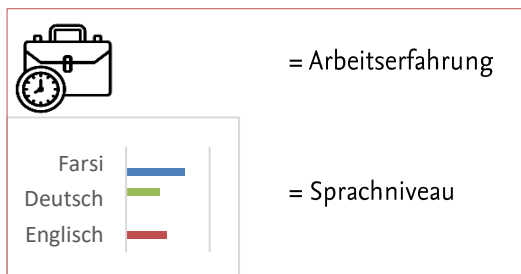 = Arbeitserfahrung
Farsi
Deutsch
Englisch
= Sprachniveau